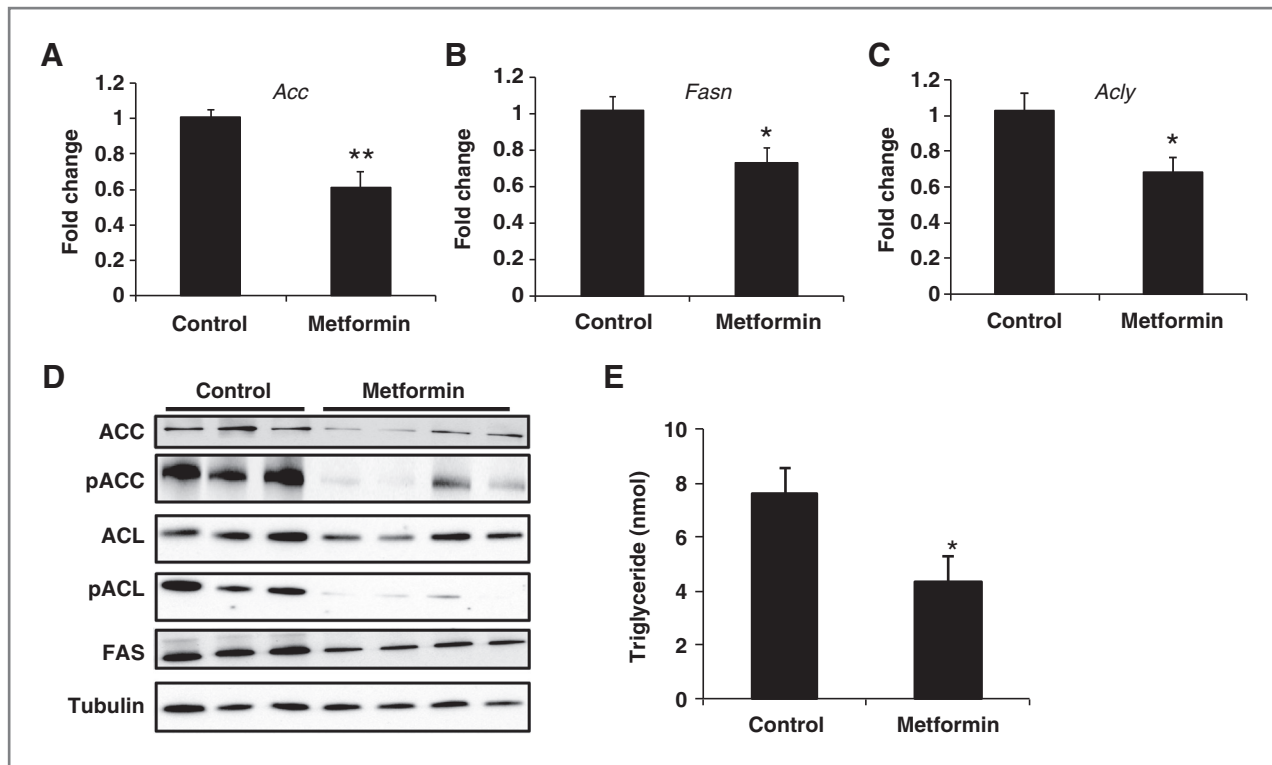 A
Acc
Fold change
1.2
1
0.8
0.6
0.4
0.2
0
**
Control Metformin
B
Fasn
Fold change
1.2
1
0.8
0.6
0.4
0.2
0
*
Control Metformin
C
Acly
Fold change
1.2
1
0.8
0.6
0.4
0.2
0
*
Control Metformin
D
Control Metformin
ACC
pACC
ACL
pACL
FAS
Tubulin
E
Triglyceride (nmol)
10
8
6
4
2
0
*
Control Metformin